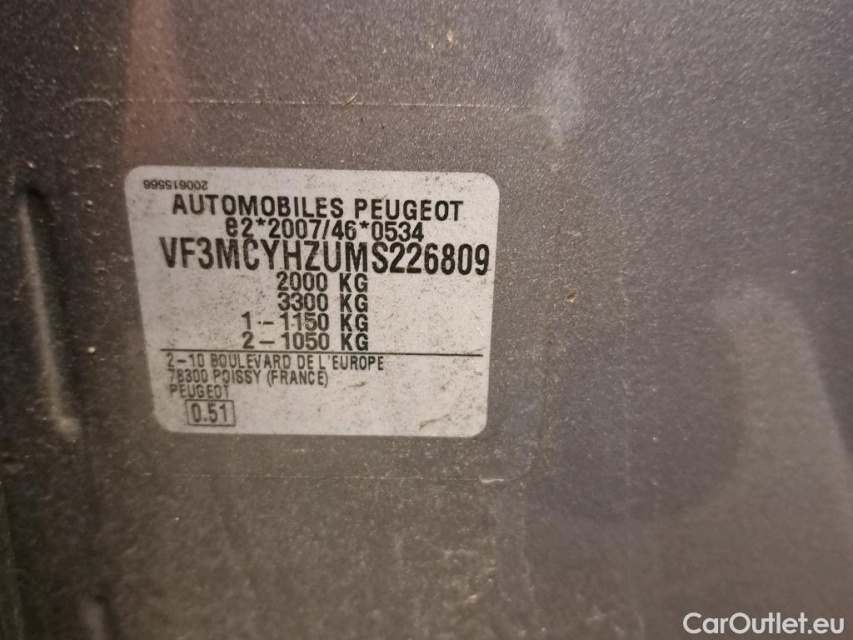 200615566
AUTOMOBILES PEUGEOT
e2*2007/46*0534
VF3MCYHZUMS226809
2000 KG
3300 KG
1-1150 KG
2-1050 KG
2-10 BOULEVARD DE L'EUROPE
78300 POISSY (FRANCE)
PEUGEOT
0.51
CarOutlet.eu